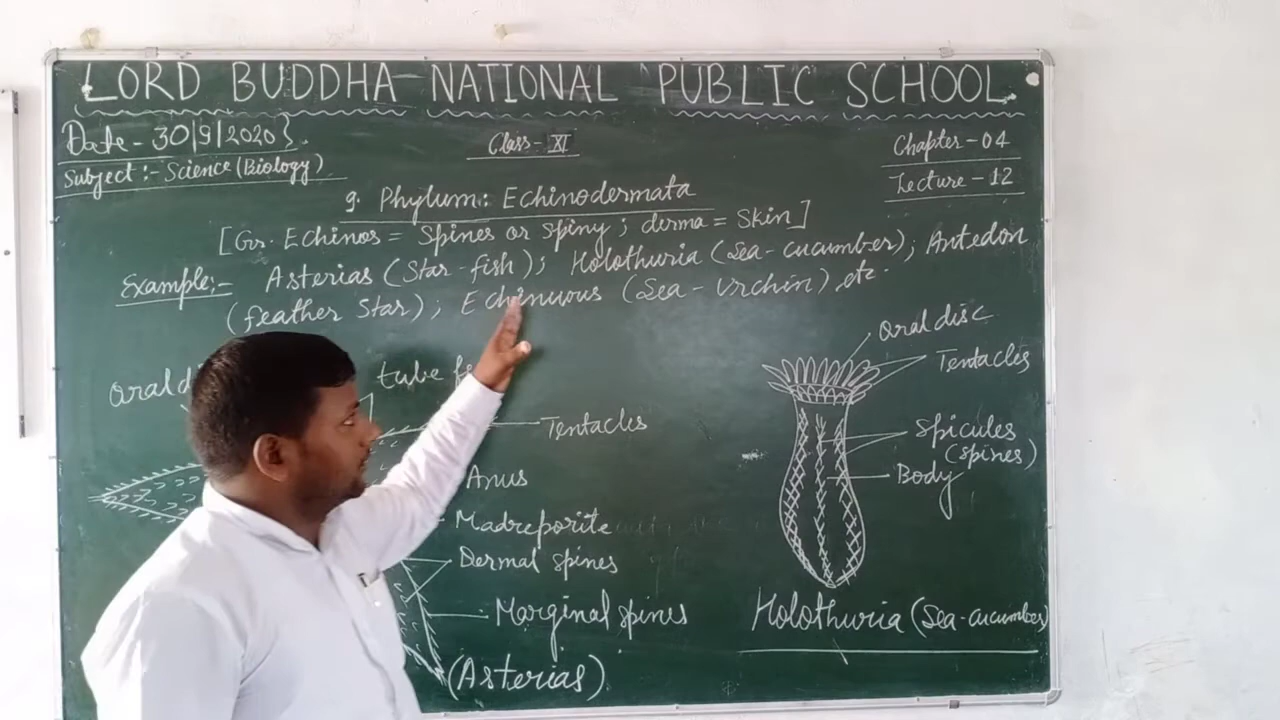 LORD BUDDHA NATIONAL PUBLIC SCHOOL
Date - 30/9/2020}
Class - XI
Chapter - 04
Subject :- Science (Biology)
Lecture - 12
9. Phylum : Echinodermata
[Gr. Echinos = Spines or spiny ; derma = Skin]
Example:- Asterias (Star-fish); Holothuria (Sea-cucumber); Antedon
(feather Star); Echinuous (Sea-urchin), etc.
Oral disc
Tentacles
Spicules
(spines)
Body
Holothuria (Sea-cucumber)
Oral
tube
Tentacles
Anus
Madreporite
Dermal spines
Marginal spines
(Asterias)